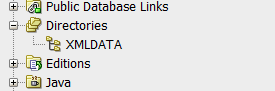 Public Database Links
Directories
XMLDATA
Editions
Java